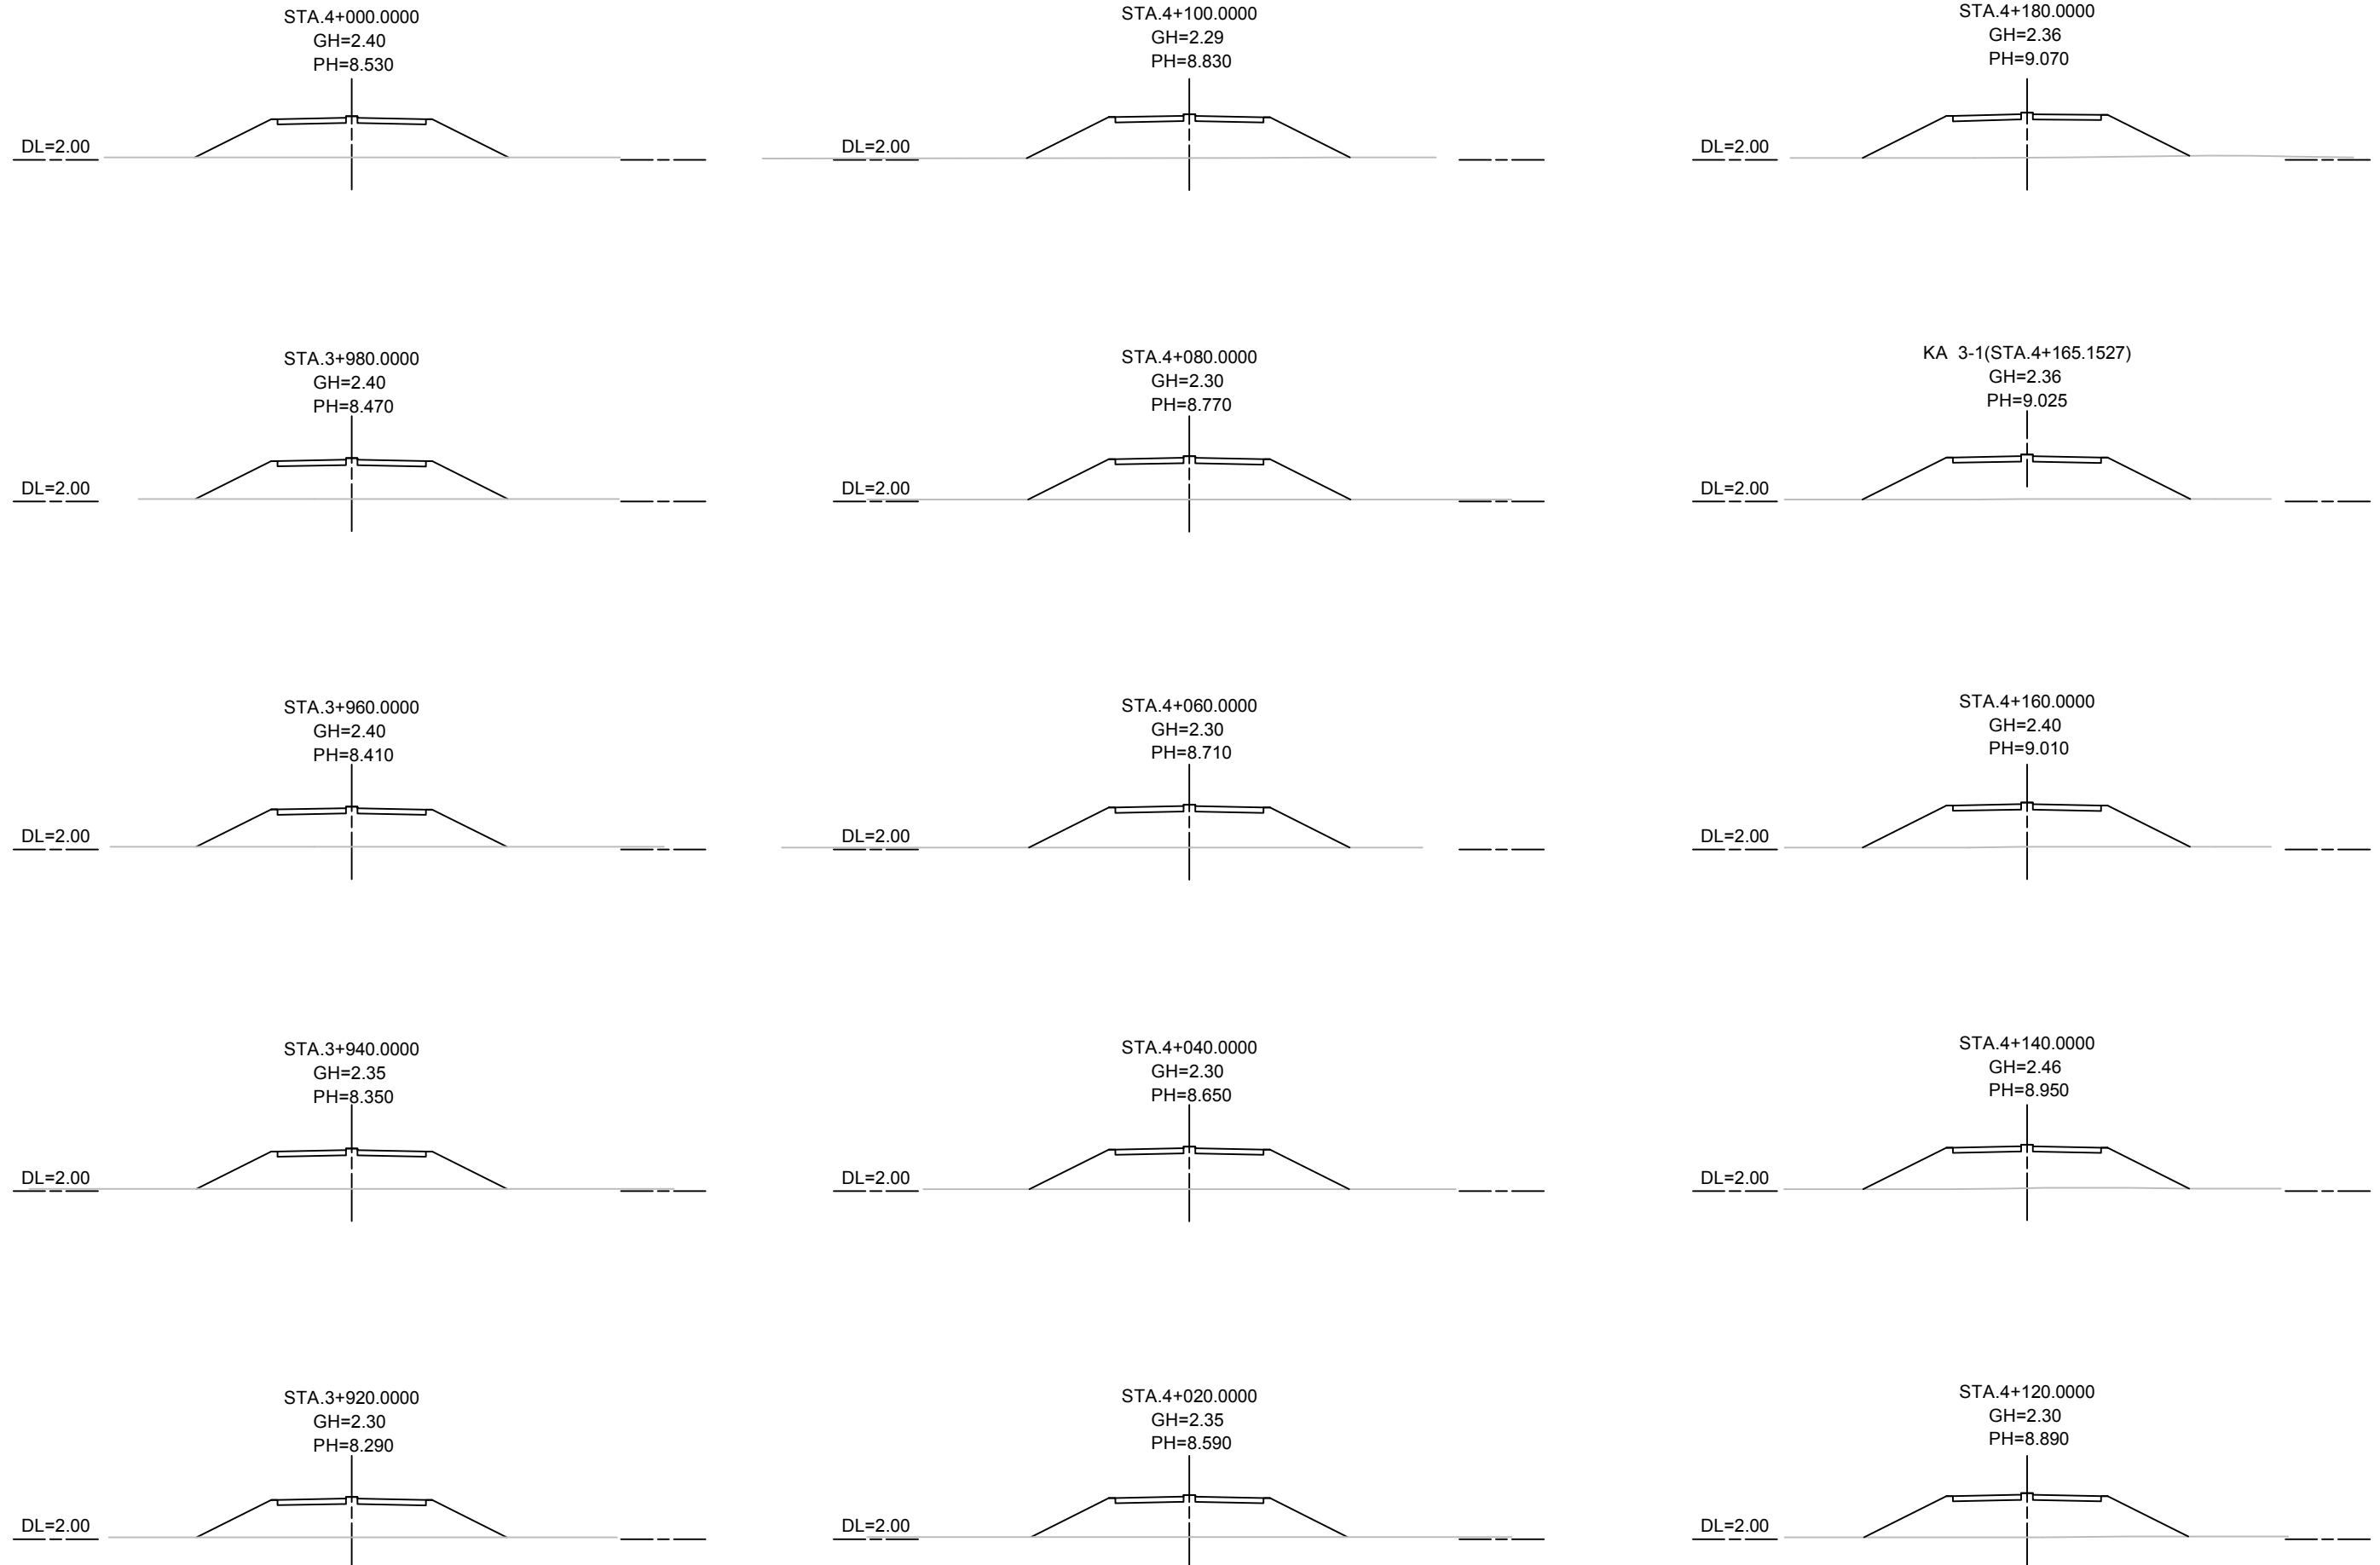 STA.4+000.0000
GH=2.40
PH=8.530
DL=2.00
STA.4+100.0000
GH=2.29
PH=8.830
DL=2.00
STA.4+180.0000
GH=2.36
PH=9.070
DL=2.00
STA.3+980.0000
GH=2.40
PH=8.470
DL=2.00
STA.4+080.0000
GH=2.30
PH=8.770
DL=2.00
KA 3-1(STA.4+165.1527)
GH=2.36
PH=9.025
DL=2.00
STA.3+960.0000
GH=2.40
PH=8.410
DL=2.00
STA.4+060.0000
GH=2.30
PH=8.710
DL=2.00
STA.4+160.0000
GH=2.40
PH=9.010
DL=2.00
STA.3+940.0000
GH=2.35
PH=8.350
DL=2.00
STA.4+040.0000
GH=2.30
PH=8.650
DL=2.00
STA.4+140.0000
GH=2.46
PH=8.950
DL=2.00
STA.3+920.0000
GH=2.30
PH=8.290
DL=2.00
STA.4+020.0000
GH=2.35
PH=8.590
DL=2.00
STA.4+120.0000
GH=2.30
PH=8.890
DL=2.00